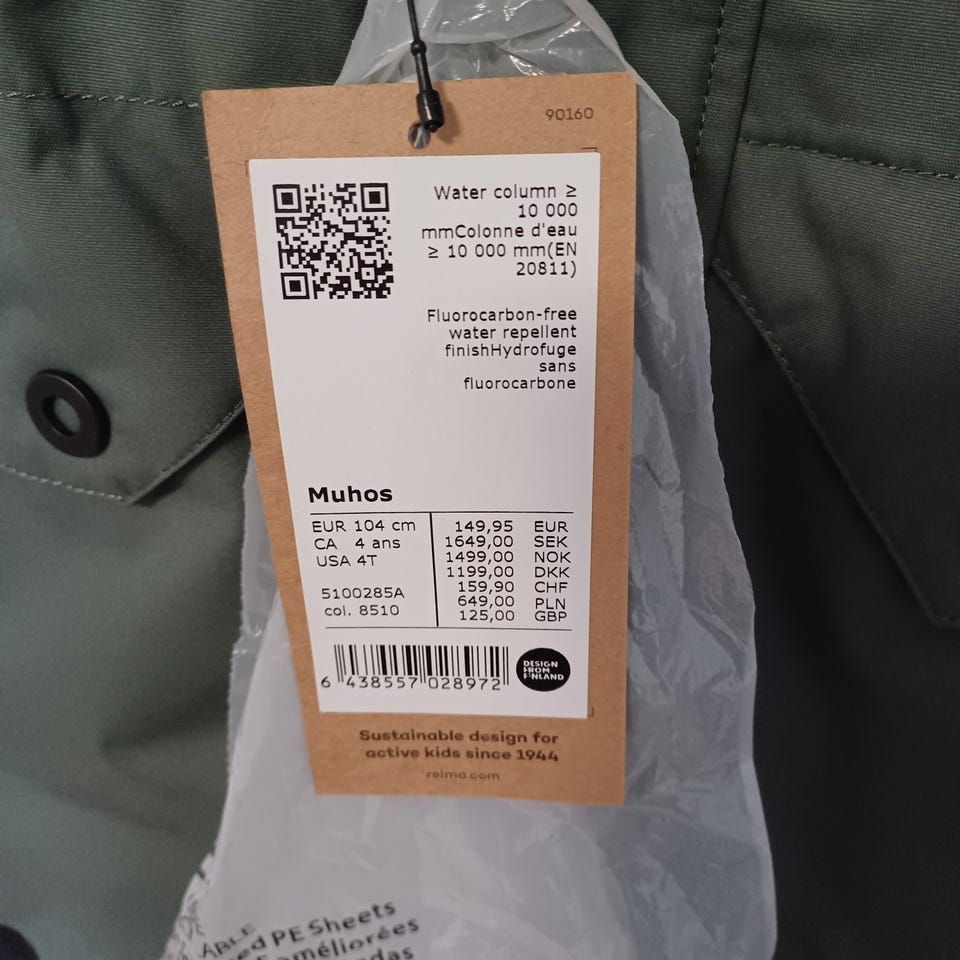 90160
Water column ≥
10 000
mmColonne d'eau
≥ 10 000 mm(EN
20811)
Fluorocarbon-free
water repellent
finishHydrofuge
sans
fluorocarbone
Muhos
EUR 104 cm
CA 4 ans
USA 4T
5100285A
col. 8510
149,95 EUR
1649,00 SEK
1499,00 NOK
1199,00 DKK
159,90 CHF
649,00 PLN
125,00 GBP
6 438557 028972
DESIGN
FROM
FINLAND
Sustainable design for
active kids since 1944
reima.com
PE Sheets
améliorées